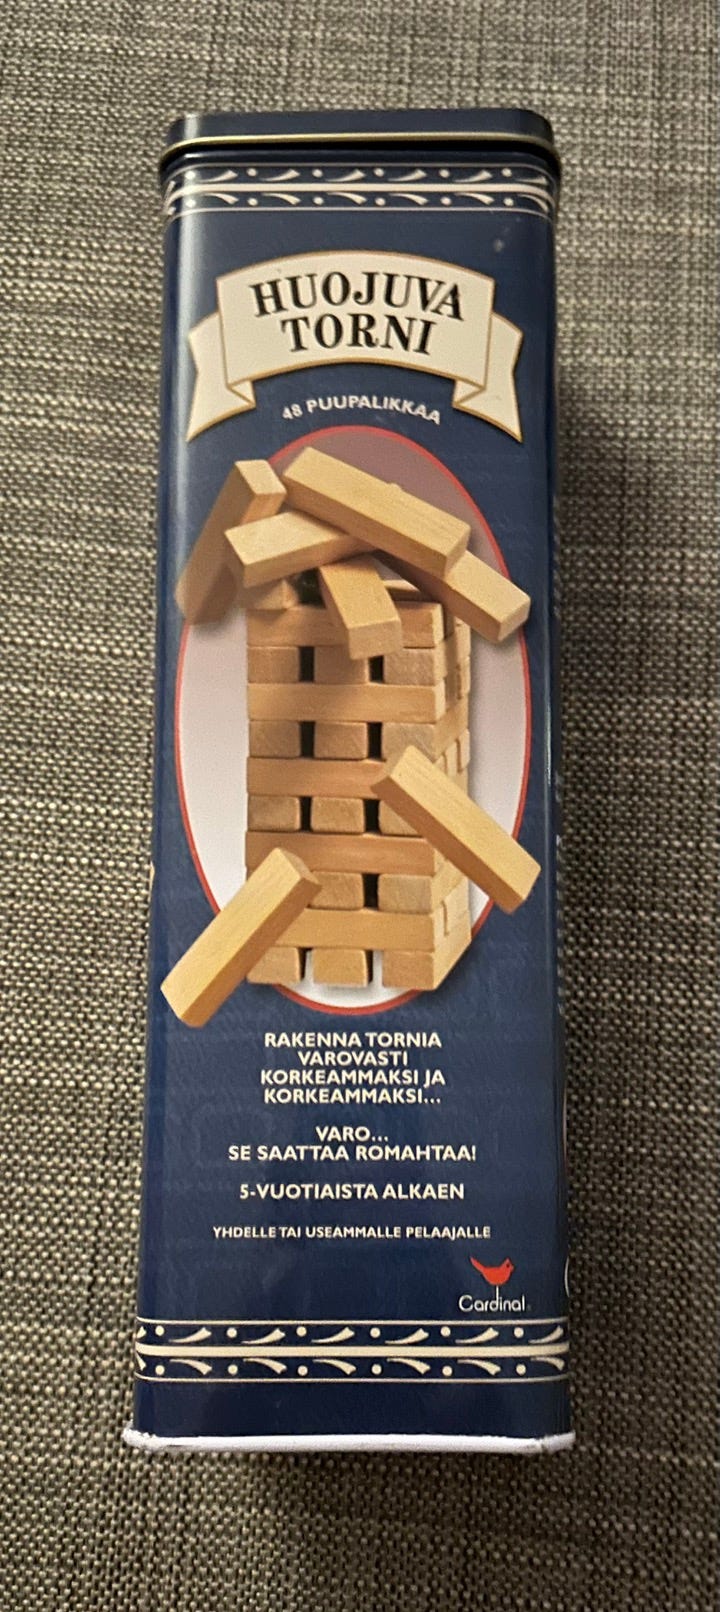 HUOJUVA
TORNI
48 PUUPALIKKAA
RAKENNA TORNIA
VAROVASTI
KORKEAMMAKSI JA
KORKEAMMAKSI...
VARO...
SE SAATTAA ROMAHTAA!
5-VUOTIAISTA ALKAEN
YHDELLE TAI USEAMMALLE PELAAJALLE
Cardinal